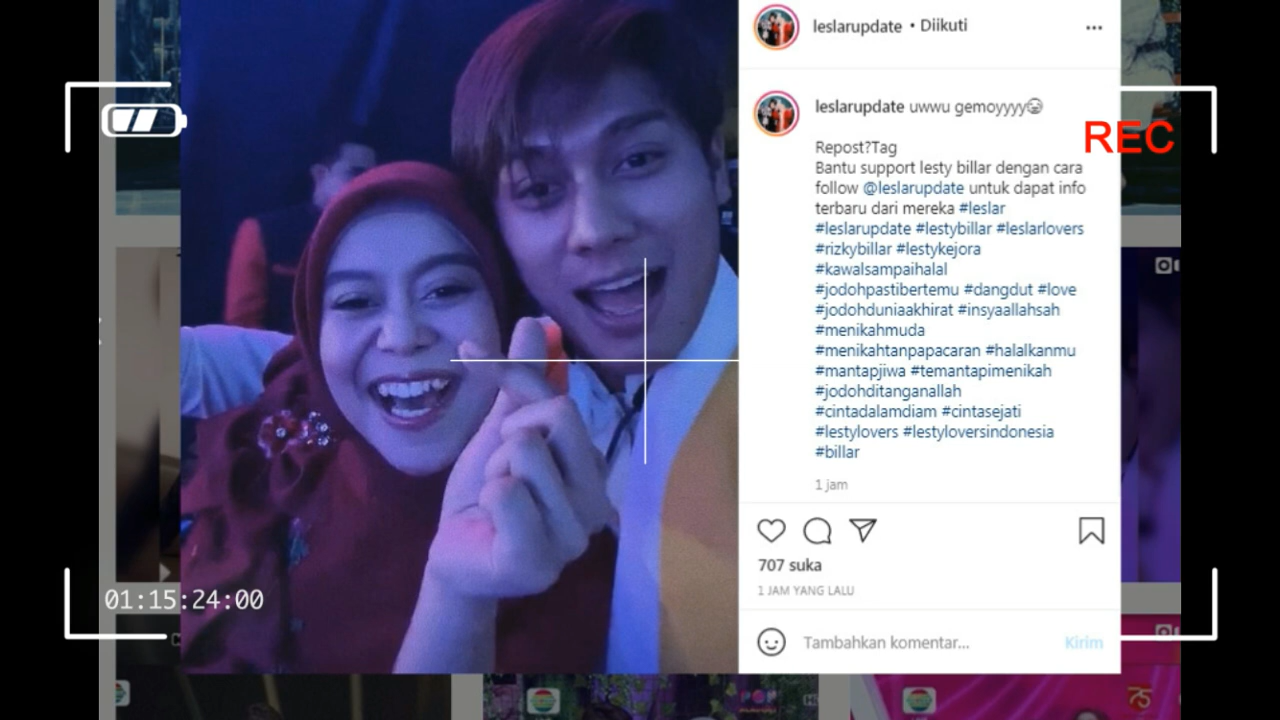 leslarupdate • Diikuti
leslarupdate uwwu gemoyyyy
REC
Repost?Tag
Bantu support lesty billar dengan cara
follow @leslarupdate untuk dapat info
terbaru dari mereka #leslar
#leslarupdate #lestybillar #leslarlovers
#rizkybillar #lestykejora
#kawalsampaihalal
#jodohpastibertemu #dangdut #love
#jodohduniaakhirat #insyaallahsah
#menikahmuda
#menikahtanpapacaran #halalkanmu
#mantapjiwa #temantapimenikah
#jodohditanganallah
#cintadalamdiam #cintasejati
#lestylovers #lestyloversindonesia
#billar
1 jam
707 suka
1 JAM YANG LALU
01:15:24:00
Tambahkan komentar...
Kirim
POP
75